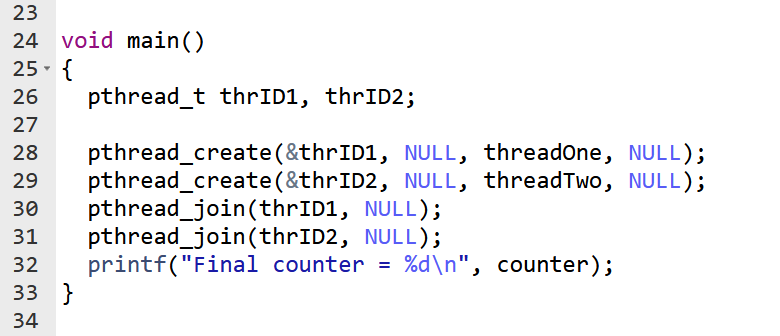 23
24 void main()
25 {
26   pthread_t thrID1, thrID2;
27
28   pthread_create(&thrID1, NULL, threadOne, NULL);
29   pthread_create(&thrID2, NULL, threadTwo, NULL);
30   pthread_join(thrID1, NULL);
31   pthread_join(thrID2, NULL);
32   printf("Final counter = %d\n", counter);
33 }
34